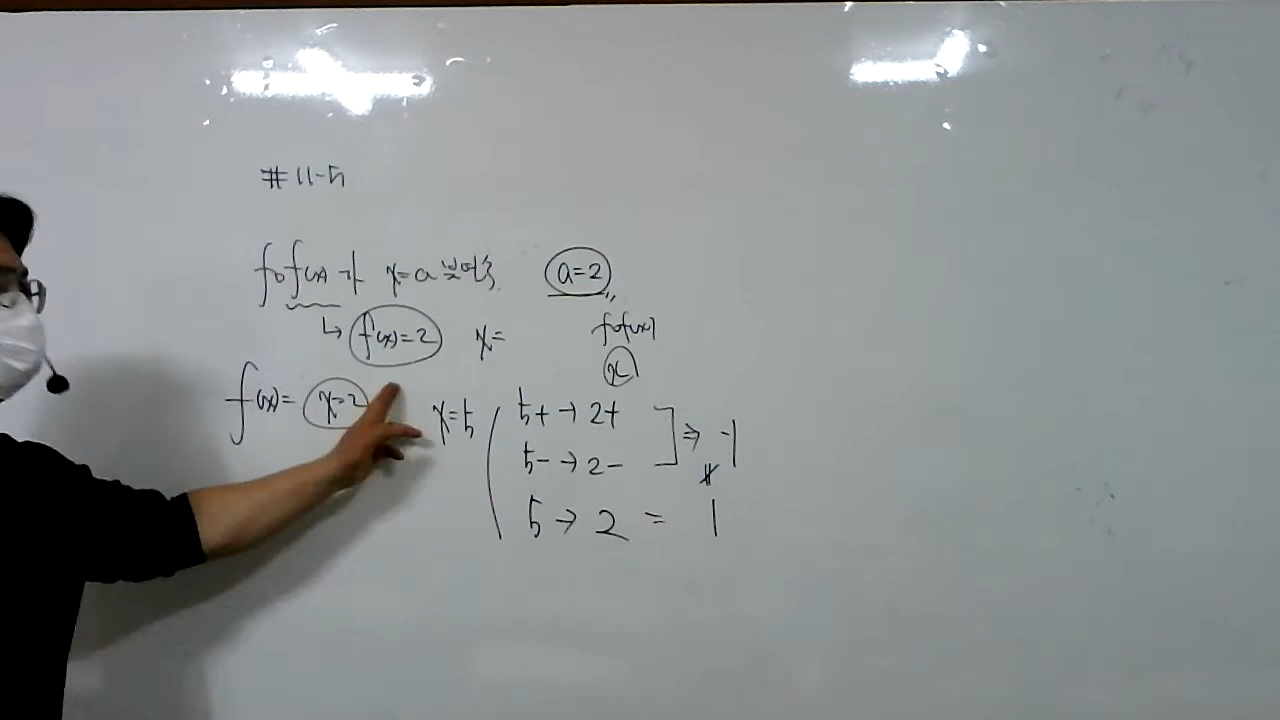 #11-5
f∘f(x)가 x=a 불연속 a=2
↳ f(x)=2 x= f∘f(x)
x
f(x)= x=2 x=5 5+ → 2+
5- → 2- ⇒ -1
5 → 2 = 1